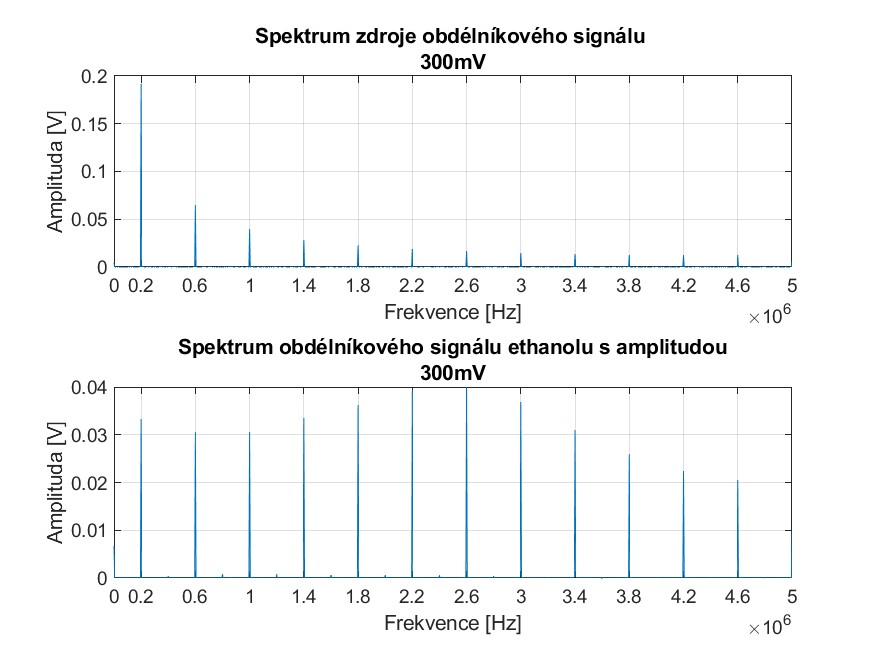 Spektrum zdroje obdélníkového signálu
300mV
0.2
0.15
0.1
0.05
0
Amplituda [V]
0 0.2 0.6 1 1.4 1.8 2.2 2.6 3 3.4 3.8 4.2 4.6 5
Frekvence [Hz]
×10⁶
Spektrum obdélníkového signálu ethanolu s amplitudou
300mV
0.04
0.03
0.02
0.01
0
Amplituda [V]
0 0.2 0.6 1 1.4 1.8 2.2 2.6 3 3.4 3.8 4.2 4.6 5
Frekvence [Hz]
×10⁶